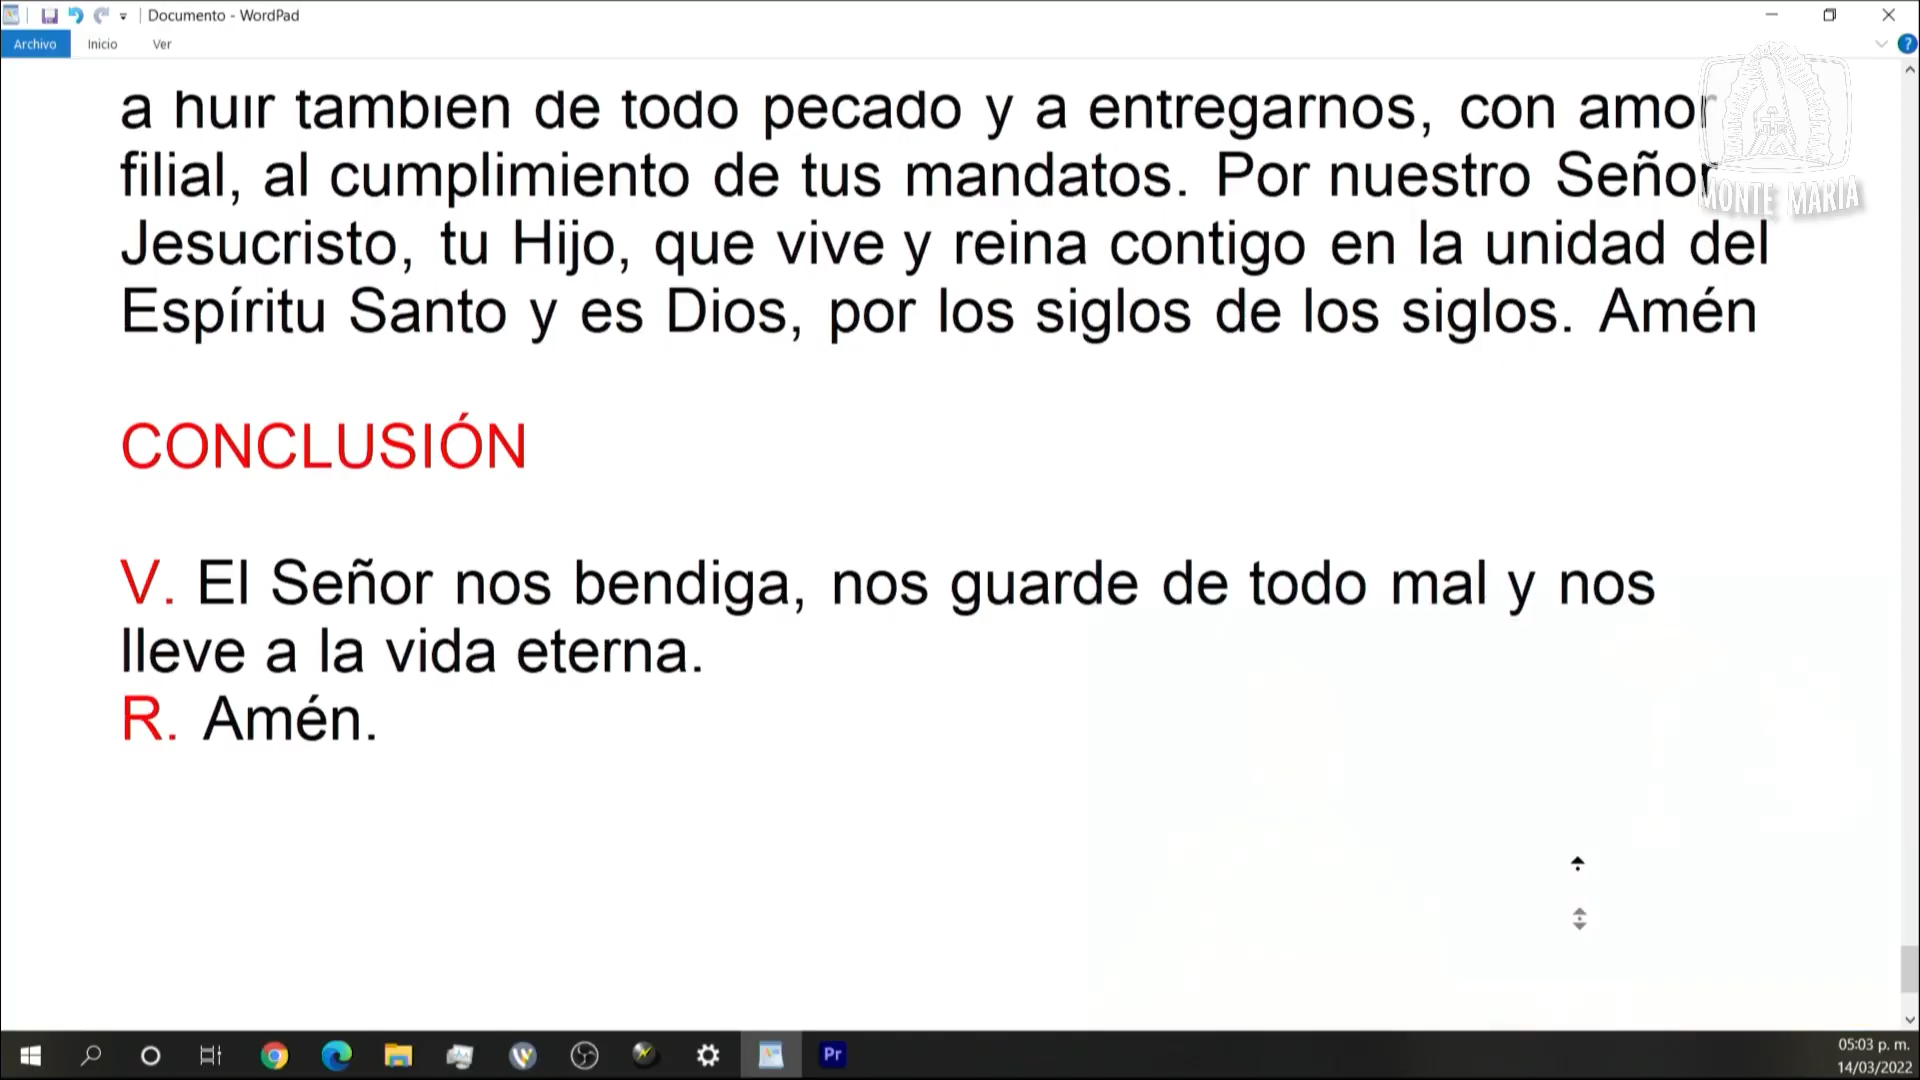 Documento - WordPad
Archivo Inicio Ver
a huir también de todo pecado y a entregarnos, con amor
filial, al cumplimiento de tus mandatos. Por nuestro Señor
Jesucristo, tu Hijo, que vive y reina contigo en la unidad del
Espíritu Santo y es Dios, por los siglos de los siglos. Amén
MONTE MARIA
CONCLUSIÓN
V. El Señor nos bendiga, nos guarde de todo mal y nos
lleve a la vida eterna.
R. Amén.
Pr
05:03 p. m.
14/03/2022